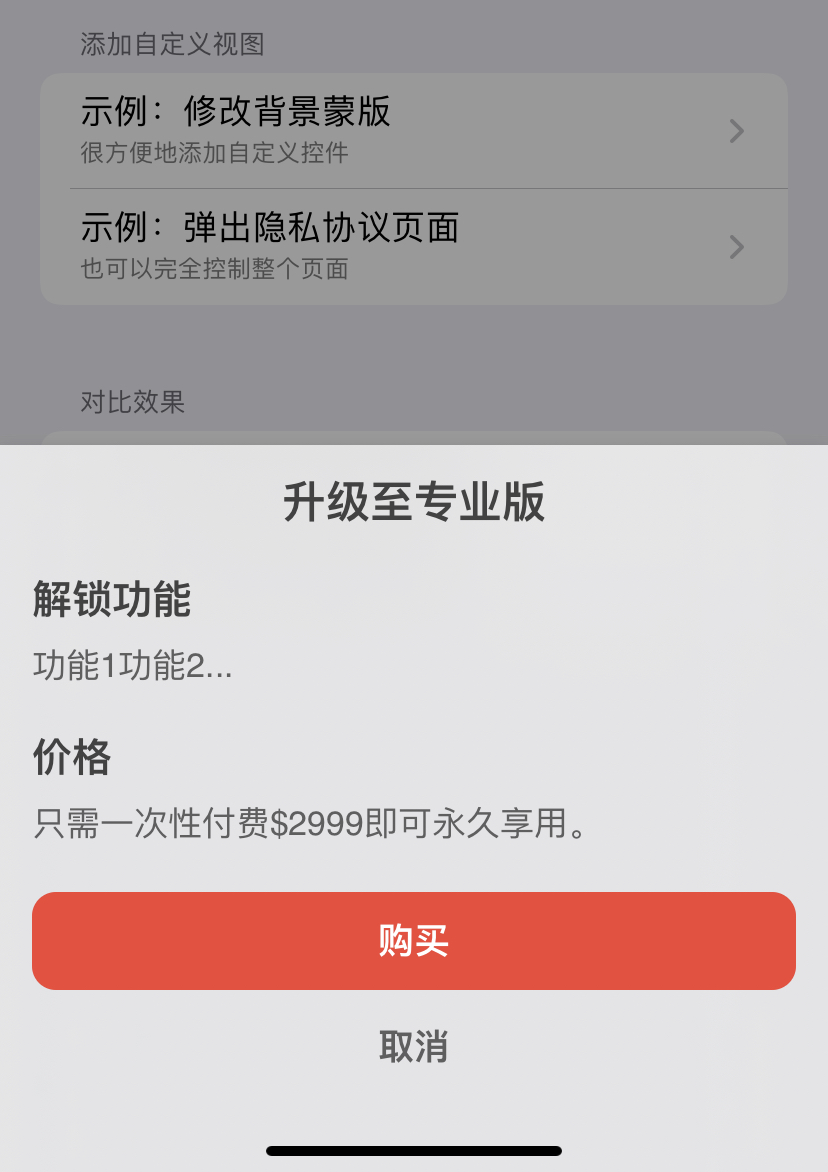 添加自定义视图
示例：修改背景蒙版
很方便地添加自定义控件
示例：弹出隐私协议页面
也可以完全控制整个页面
对比效果
升级至专业版
解锁功能
功能1功能2...
价格
只需一次性付费$2999即可永久享用。
购买
取消